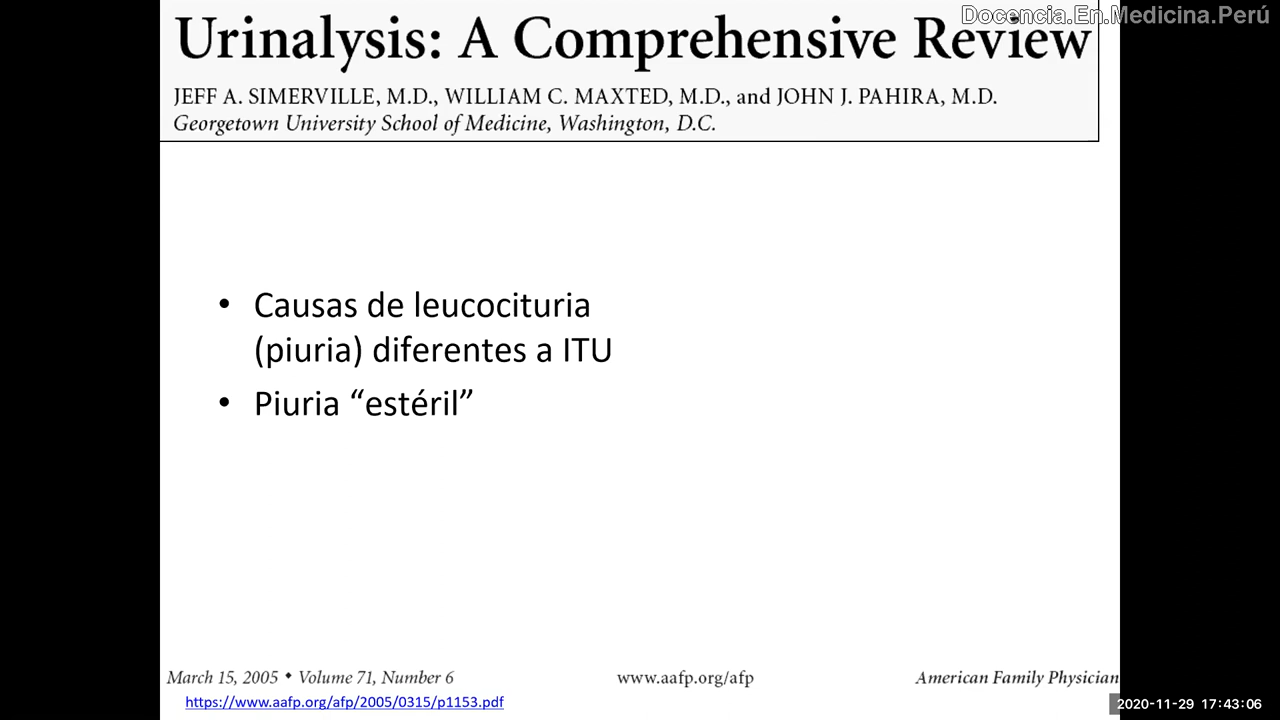 Docencia.En.Medicina.Perú
Urinalysis: A Comprehensive Review
JEFF A. SIMERVILLE, M.D., WILLIAM C. MAXTED, M.D., and JOHN J. PAHIRA, M.D.
Georgetown University School of Medicine, Washington, D.C.
• Causas de leucocituria
(piuria) diferentes a ITU
• Piuria “estéril”
March 15, 2005 ◆ Volume 71, Number 6 www.aafp.org/afp American Family Physician
https://www.aafp.org/afp/2005/0315/p1153.pdf
2020-11-29 17:43:06